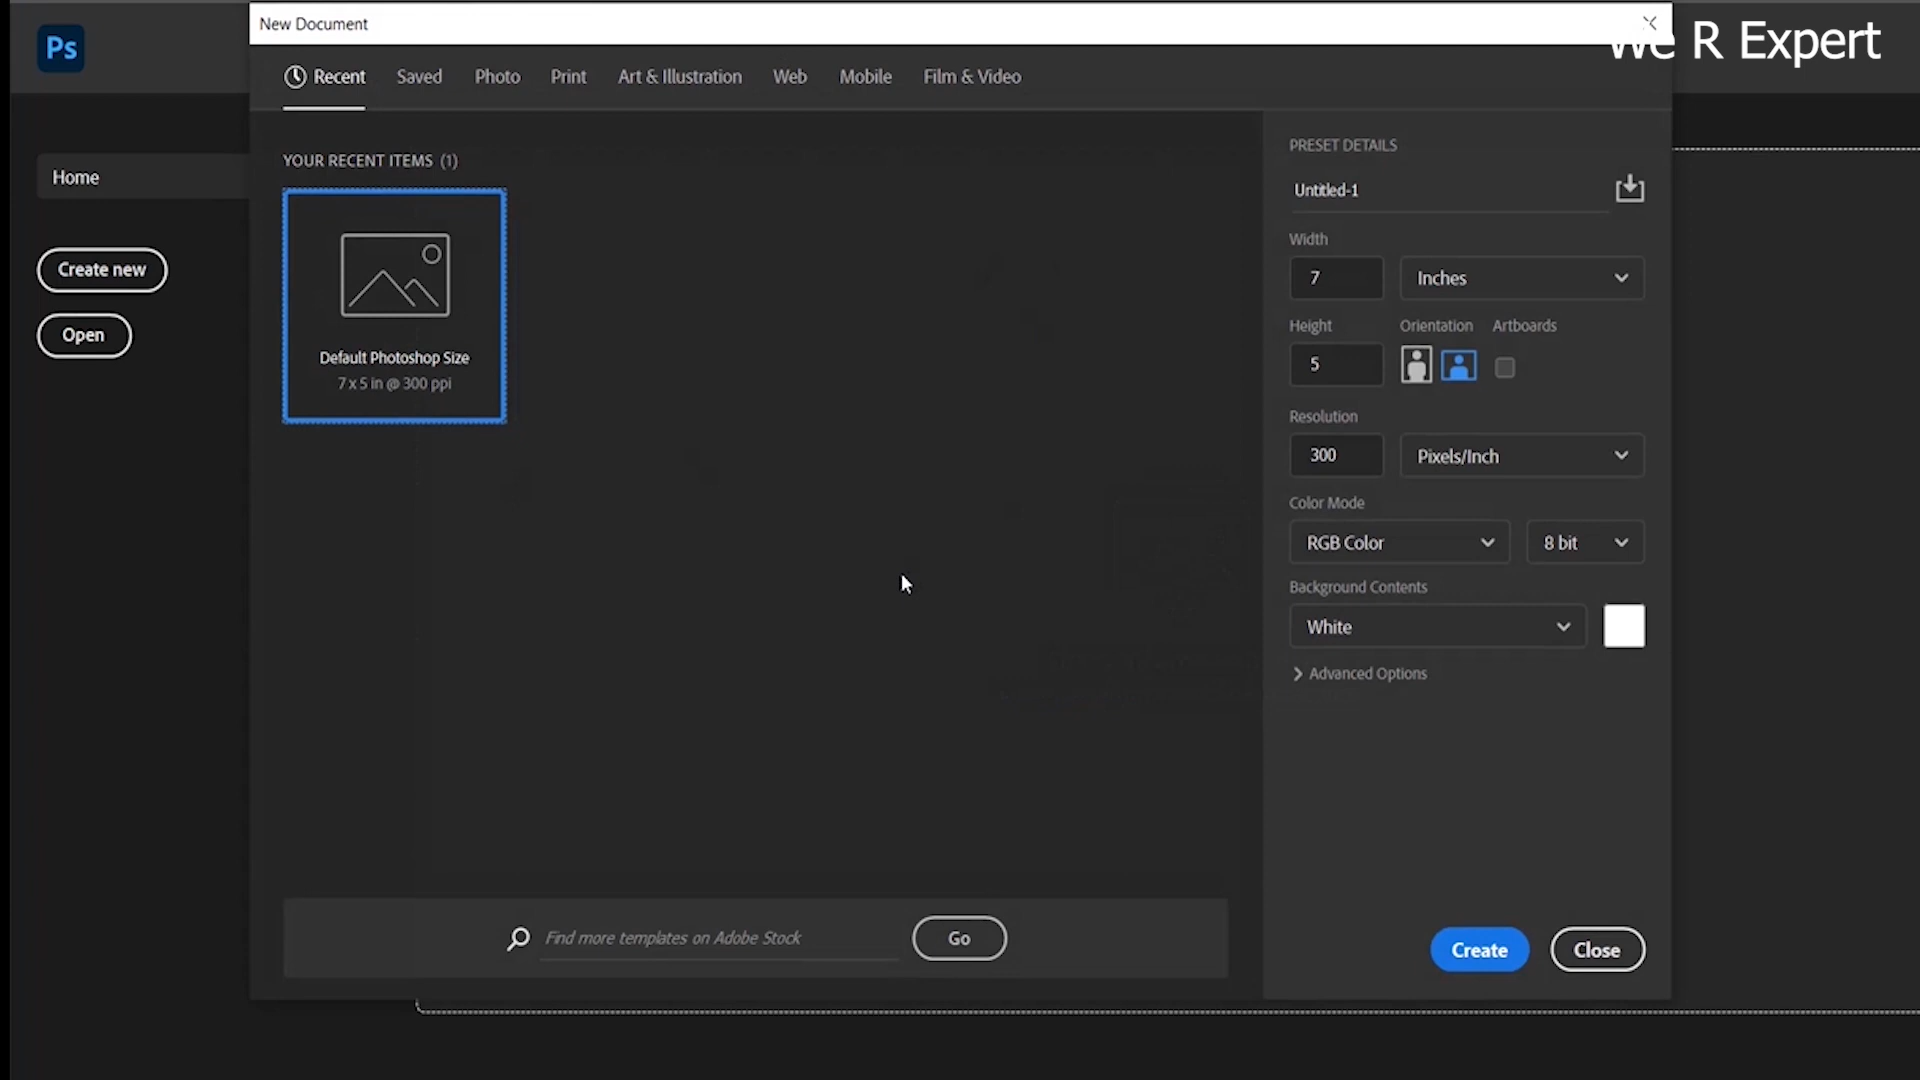 New Document
We R Expert
Ps
Recent
Saved
Photo
Print
Art & Illustration
Web
Mobile
Film & Video
Home
Create new
Open
YOUR RECENT ITEMS (1)
Default Photoshop Size
7 x 5 in @ 300 ppi
PRESET DETAILS
Untitled-1
Width
7
Inches
Height
Orientation
Artboards
5
Resolution
300
Pixels/Inch
Color Mode
RGB Color
8 bit
Background Contents
White
Advanced Options
Find more templates on Adobe Stock
Go
Create
Close